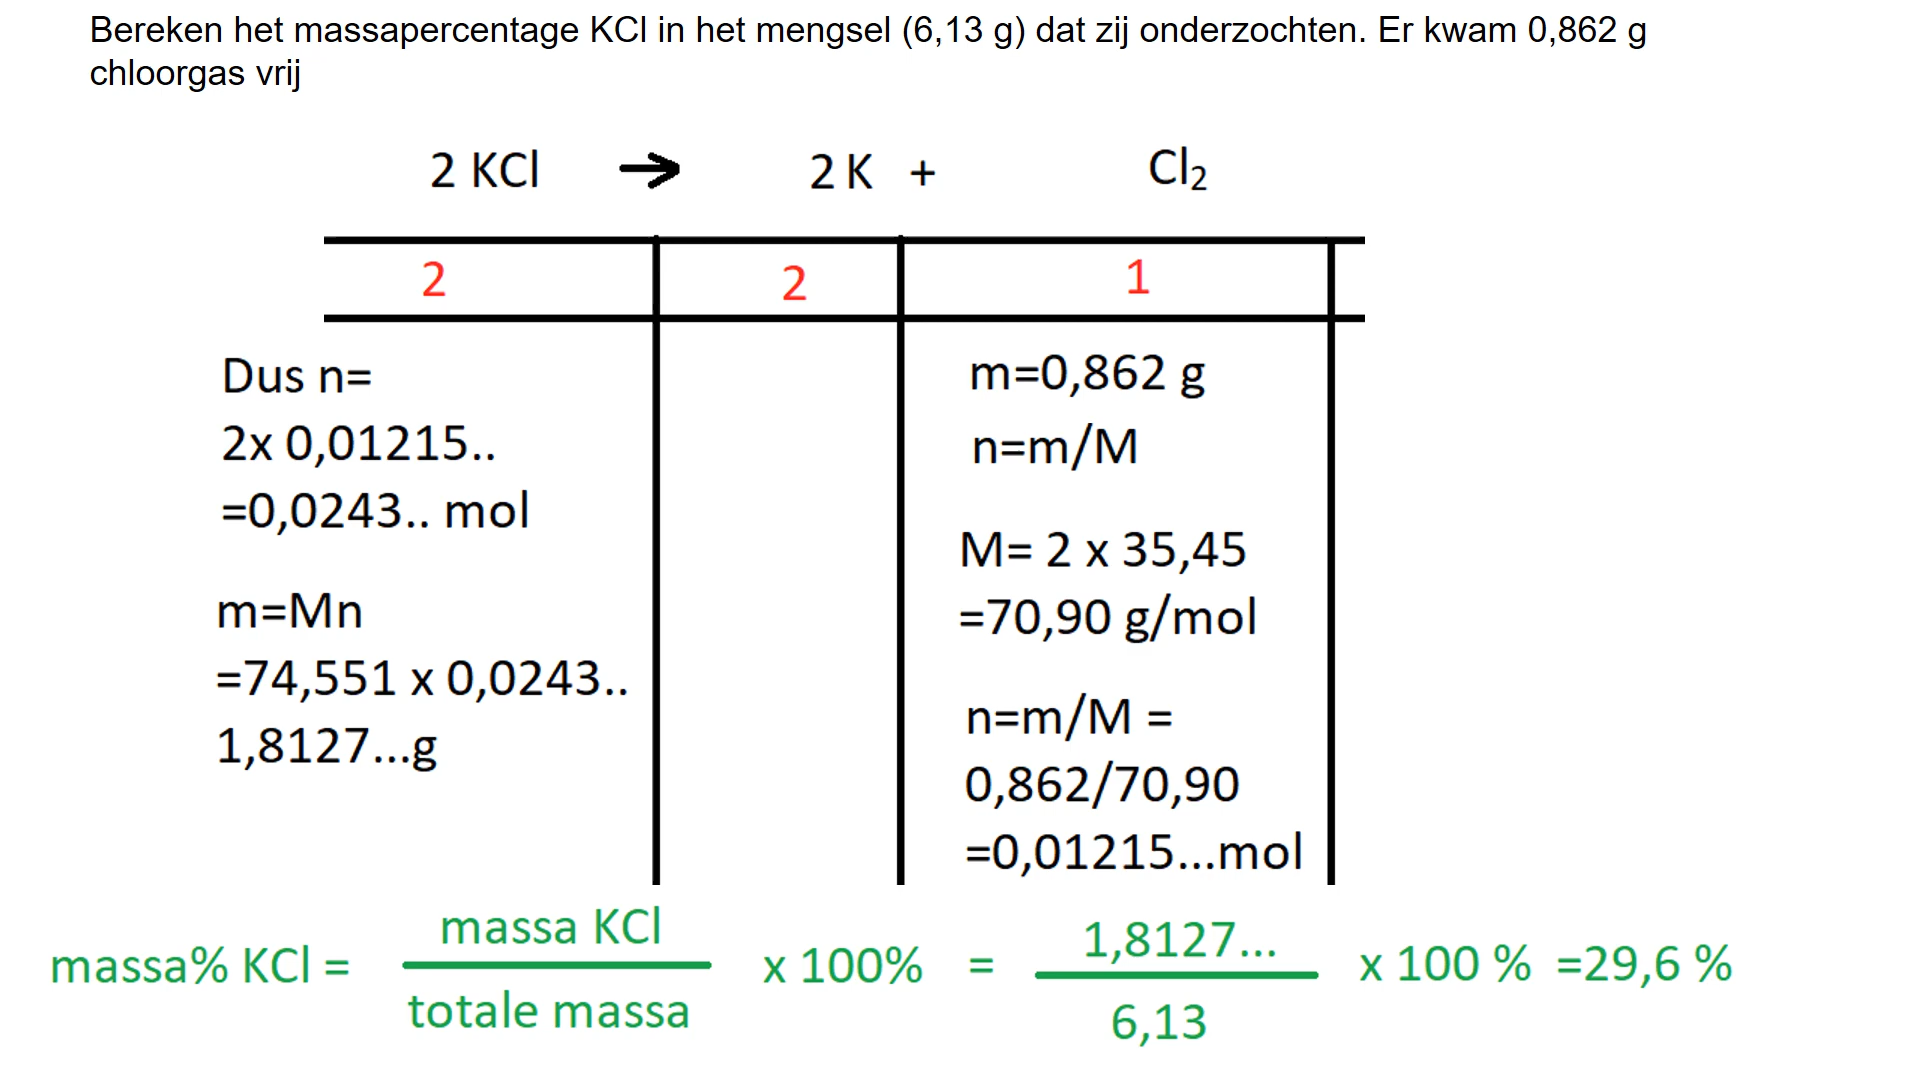 Bereken het massapercentage KCl in het mengsel (6,13 g) dat zij onderzochten. Er kwam 0,862 g
chloorgas vrij
2 KCl → 2 K + Cl₂
2 2 1
Dus n=
2x 0,01215..
=0,0243.. mol
m=Mn
=74,551 x 0,0243..
1,8127...g
m=0,862 g
n=m/M
M= 2 x 35,45
=70,90 g/mol
n=m/M =
0,862/70,90
=0,01215...mol
massa% KCl = massa KCl / totale massa x 100% = 1,8127... / 6,13 x 100 % =29,6 %